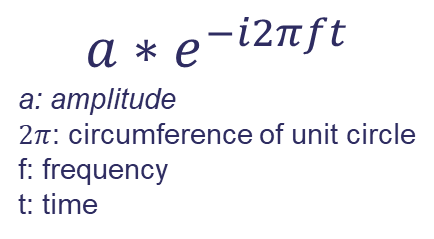 a * e^{-i2πft}
a: amplitude
2π: circumference of unit circle
f: frequency
t: time